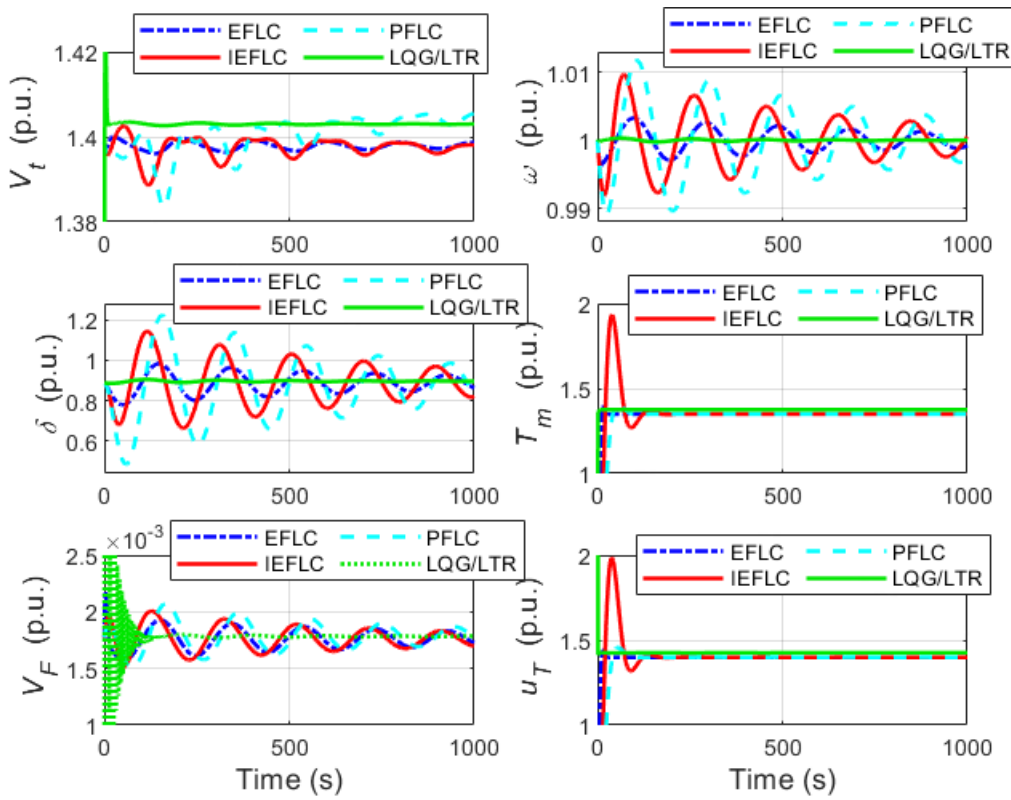 EFLC PFLC
IEFLC LQG/LTR
1.42
1.4
1.38
V_t (p.u.)
0 500 1000
EFLC PFLC
IEFLC LQG/LTR
1.01
1
0.99
ω (p.u.)
0 500 1000
EFLC PFLC
IEFLC LQG/LTR
1.2
1
0.8
0.6
δ (p.u.)
0 500 1000
EFLC PFLC
IEFLC LQG/LTR
2
1.5
1
T_m (p.u.)
0 500 1000
×10^-3
EFLC PFLC
IEFLC LQG/LTR
2.5
2
1.5
1
V_F (p.u.)
0 500 1000
Time (s)
EFLC PFLC
IEFLC LQG/LTR
2
1.5
1
u_T (p.u.)
0 500 1000
Time (s)